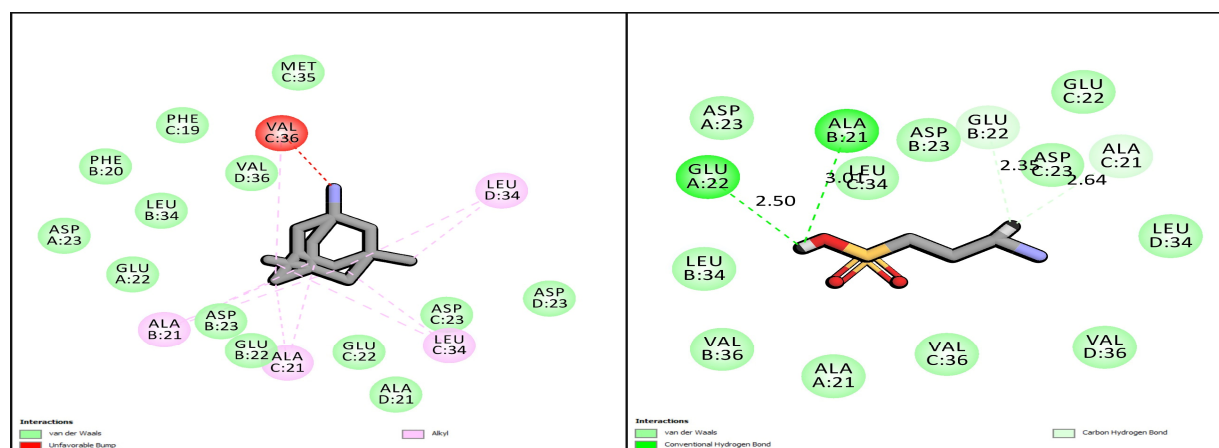 MET
C:35
PHE
C:19
VAL
C:36
PHE
B:20
VAL
D:36
LEU
D:34
LEU
B:34
ASP
A:23
GLU
A:22
ASP
D:23
ASP
B:23
ASP
C:23
ALA
B:21
GLU
B:22
ALA
C:21
GLU
C:22
LEU
C:34
ALA
D:21
Interactions
van der Waals
Unfavorable Bump
Alkyl
GLU
C:22
ASP
A:23
ALA
B:21
ASP
B:23
GLU
B:22
ALA
C:21
GLU
A:22
LEU
C:34
ASP
C:23
2.50
3.01
2.35
2.64
LEU
B:34
LEU
D:34
VAL
B:36
ALA
A:21
VAL
C:36
VAL
D:36
Interactions
van der Waals
Conventional Hydrogen Bond
Carbon Hydrogen Bond